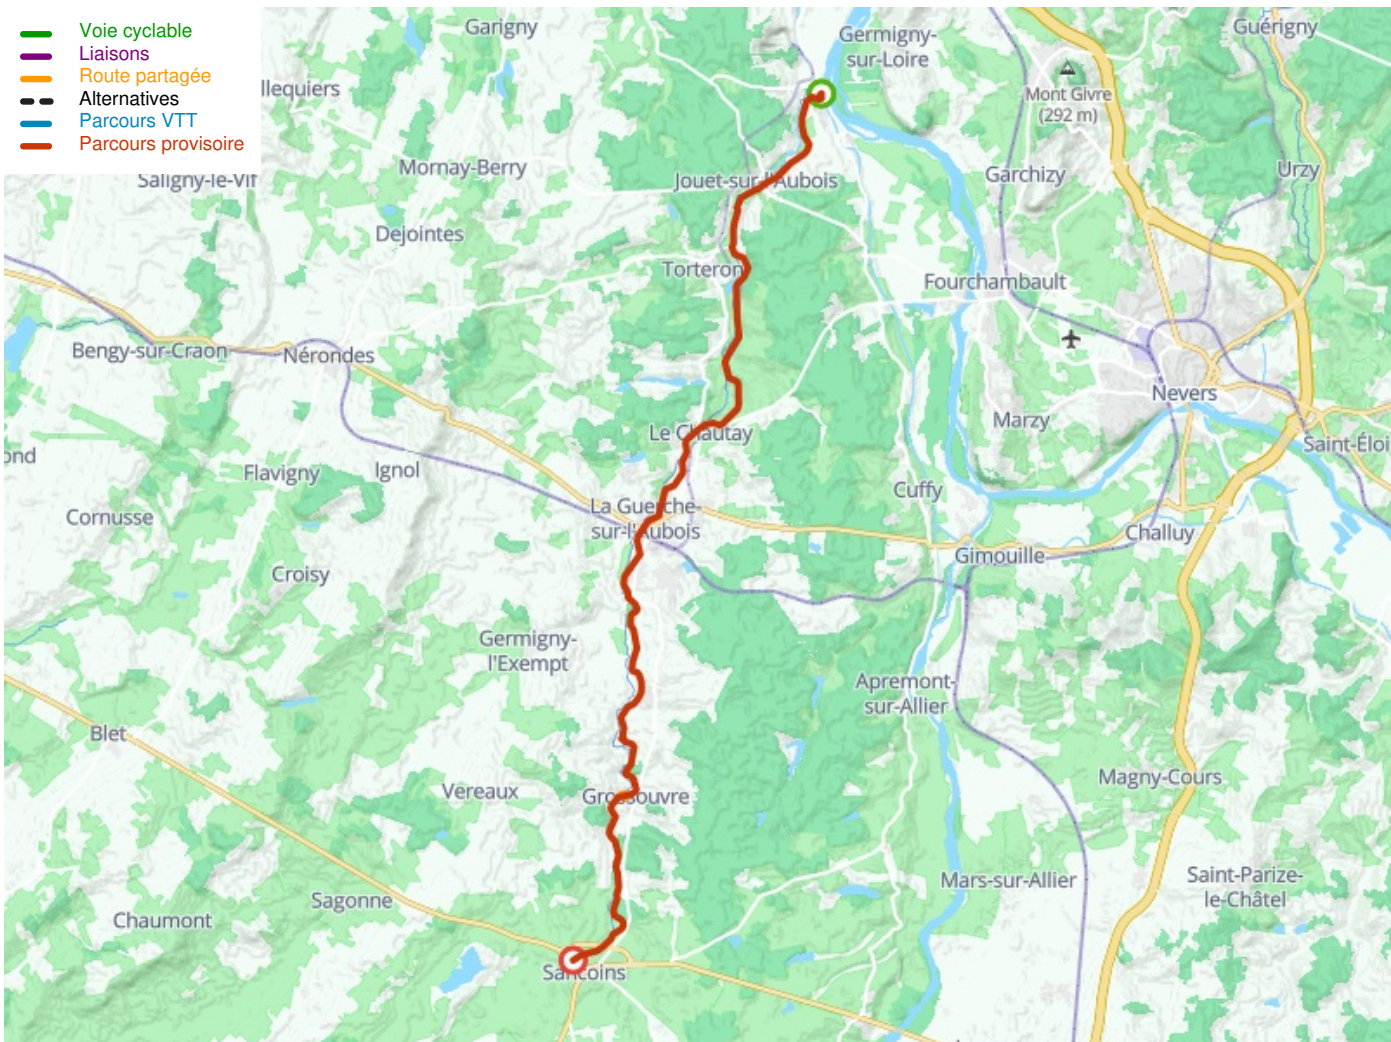 Voie cyclable
Liaisons
Route partagée
Alternatives
Parcours VTT
Parcours provisoire
Garigny
Germigny-
sur-Loire
Guérigny
llequiers
Mont Givre
(292 m)
Mornay-Berry
Saligny-le-Vif
Jouet-sur-l'Aubois
Garchizy
Urzy
Dejointes
Torteron
Fourchambault
Bengy-sur-Craon
Nérondes
Nevers
Marzy
Le Chautay
Saint-Éloi
ond
Flavigny
Ignol
Cuffy
Cornusse
La Guerche-
sur-l'Aubois
Challuy
Gimouille
Croisy
Germigny-
l'Exempt
Apremont-
sur-Allier
Blet
Magny-Cours
Vereaux
Grossouvre
Mars-sur-Allier
Saint-Parize-
le-Châtel
Sagonne
Chaumont
Sancoins